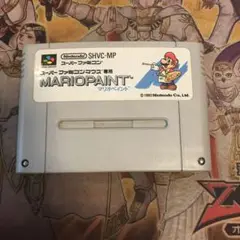 Nintendo SHVC-MP
スーパーファミコン
スーパーファミコンマウス 専用
MARIOPAINT
マリオペイント
© 1992 Nintendo Co., Ltd.